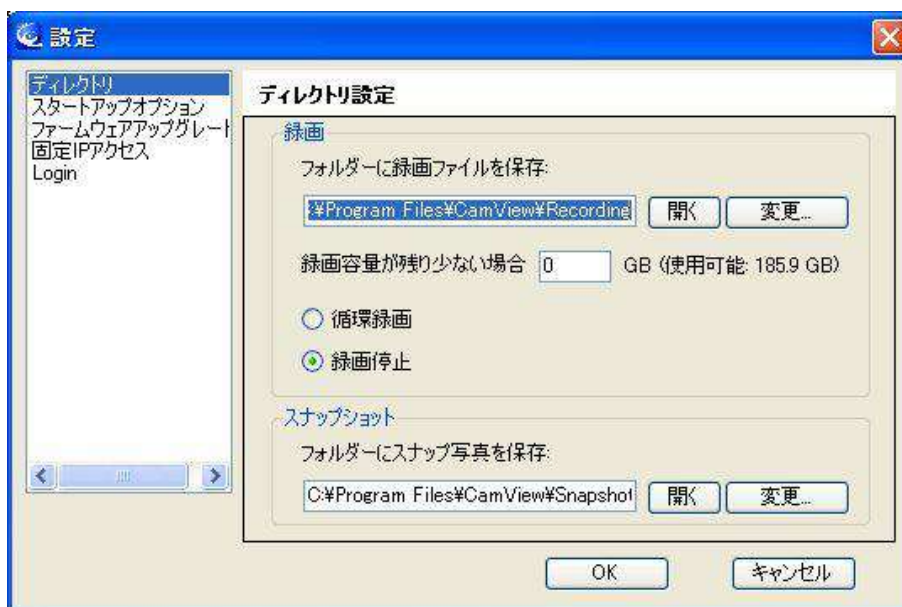 設定
ディレクトリ
スタートアップオプション
ファームウェアアップグレート
固定IPアクセス
Login
ディレクトリ設定
録画
フォルダーに録画ファイルを保存:
:¥Program Files¥CamView¥Recording
開く
変更...
録画容量が残り少ない場合 0 GB (使用可能: 185.9 GB)
循環録画
録画停止
スナップショット
フォルダーにスナップ写真を保存:
C:¥Program Files¥CamView¥Snapshot
開く
変更...
OK
キャンセル